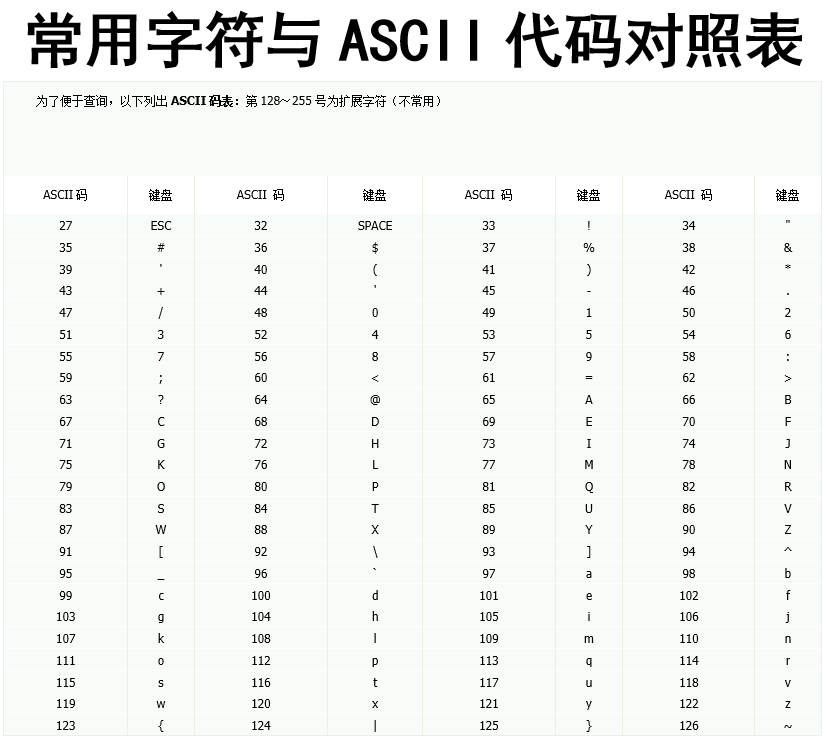 常用字符与 ASCII 代码对照表
为了便于查询，以下列出 ASCII 码表：第 128～255 号为扩展字符（不常用）
ASCII 码 键盘 ASCII 码 键盘 ASCII 码 键盘 ASCII 码 键盘
27 ESC 32 SPACE 33 ! 34 "
35 # 36 $ 37 % 38 &
39 ' 40 ( 41 ) 42 *
43 + 44 ' 45 - 46 .
47 / 48 0 49 1 50 2
51 3 52 4 53 5 54 6
55 7 56 8 57 9 58 :
59 ; 60 < 61 = 62 >
63 ? 64 @ 65 A 66 B
67 C 68 D 69 E 70 F
71 G 72 H 73 I 74 J
75 K 76 L 77 M 78 N
79 O 80 P 81 Q 82 R
83 S 84 T 85 U 86 V
87 W 88 X 89 Y 90 Z
91 [ 92 \ 93 ] 94 ^
95 _ 96 ` 97 a 98 b
99 c 100 d 101 e 102 f
103 g 104 h 105 i 106 j
107 k 108 l 109 m 110 n
111 o 112 p 113 q 114 r
115 s 116 t 117 u 118 v
119 w 120 x 121 y 122 z
123 { 124 | 125 } 126 ~